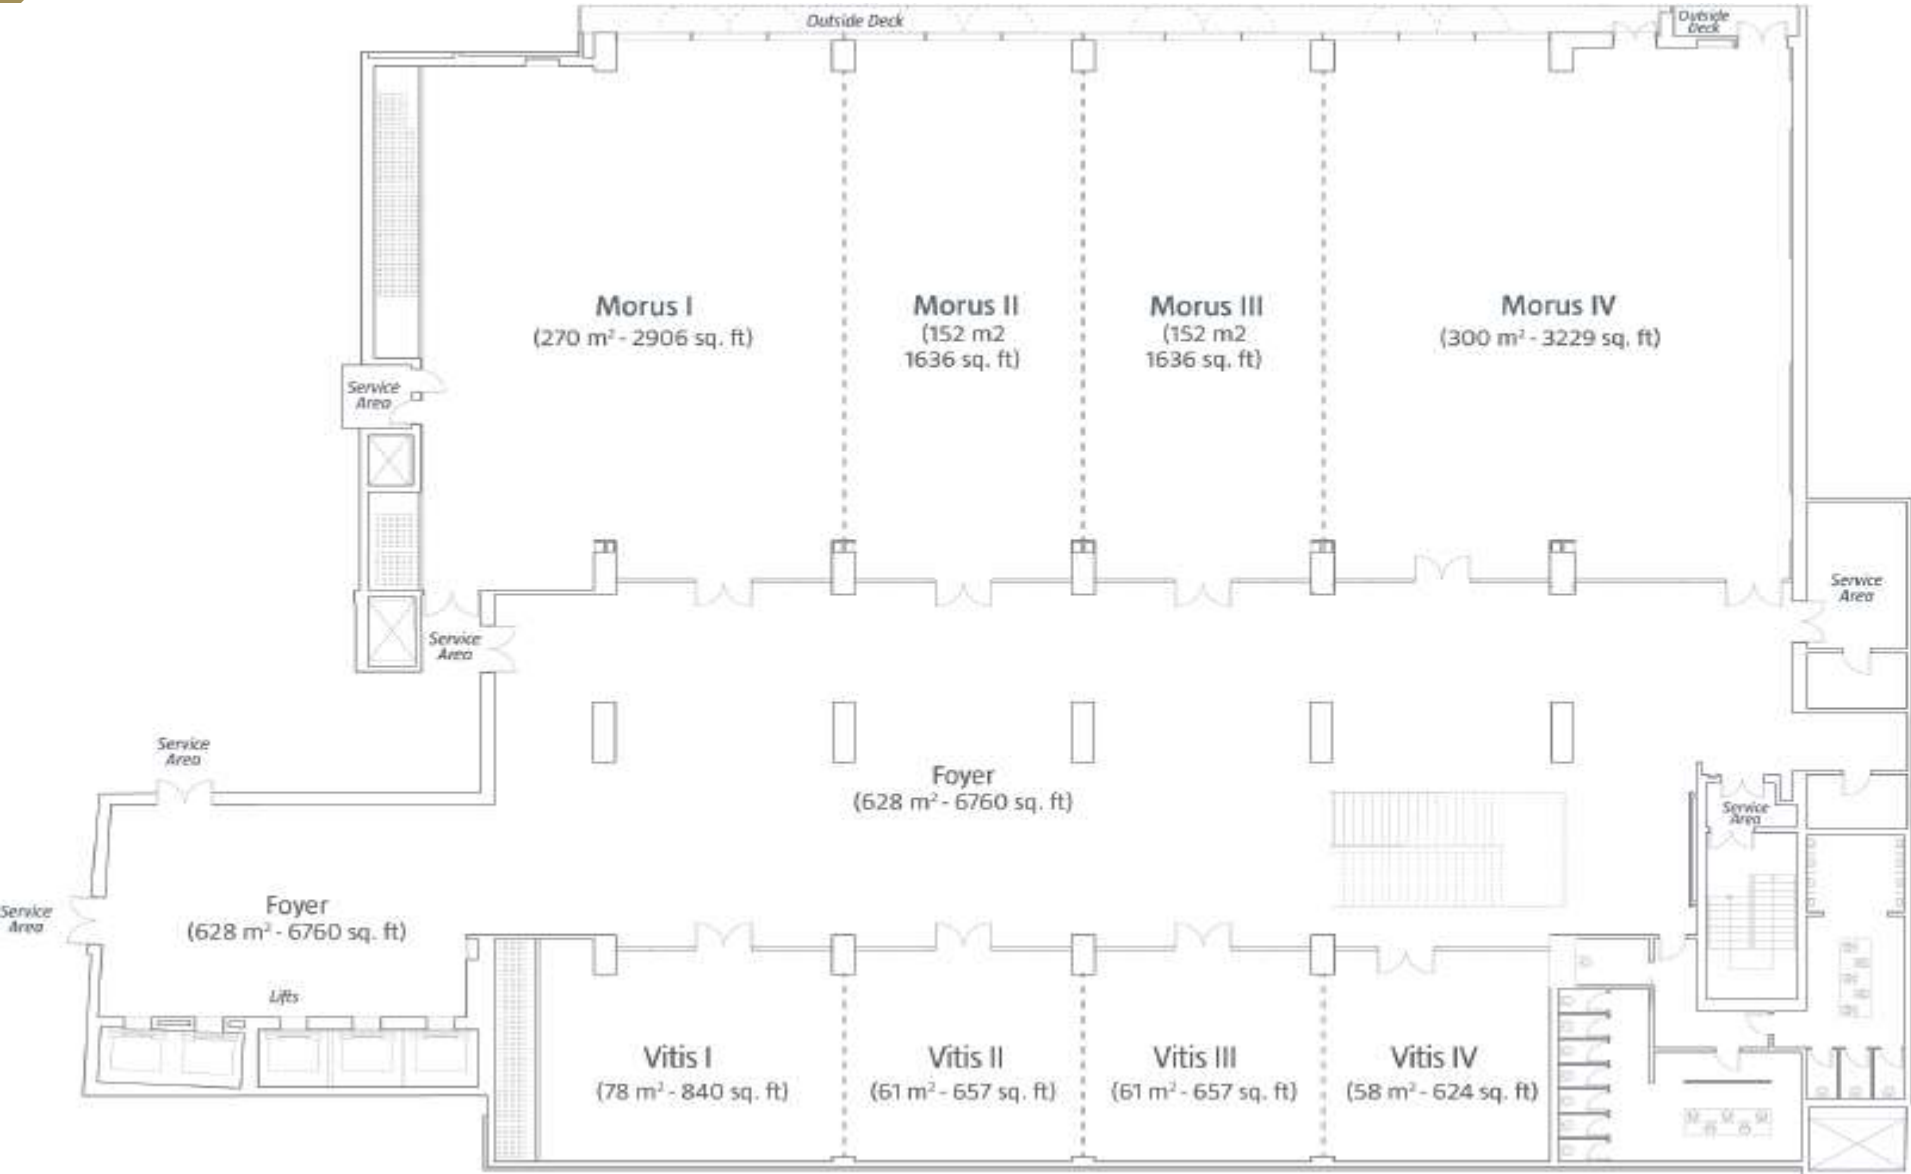 Outside Deck
Outside
Deck
Morus I
(270 m² - 2906 sq. ft)
Morus II
(152 m2
1636 sq. ft)
Morus III
(152 m2
1636 sq. ft)
Morus IV
(300 m² - 3229 sq. ft)
Service
Area
Service
Area
Service
Area
Service
Area
Foyer
(628 m² - 6760 sq. ft)
Service
Area
Service
Area
Foyer
(628 m² - 6760 sq. ft)
Lifts
Vitis I
(78 m² - 840 sq. ft)
Vitis II
(61 m² - 657 sq. ft)
Vitis III
(61 m² - 657 sq. ft)
Vitis IV
(58 m² - 624 sq. ft)